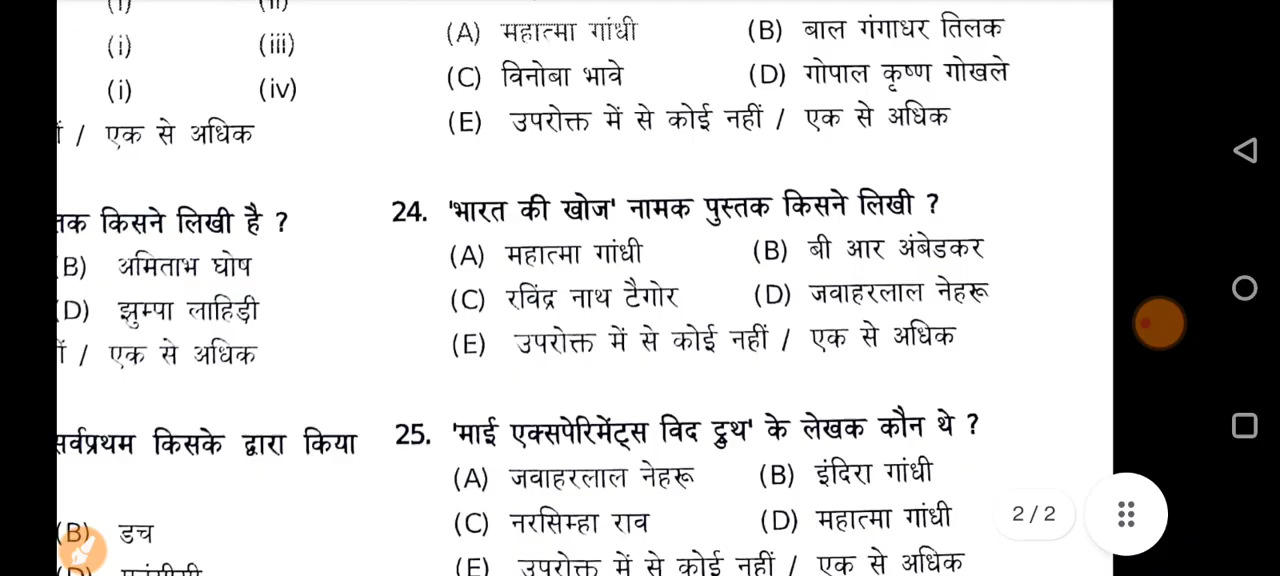 (i) (iii)
(i) (iv)
/ एक से अधिक
किसने लिखी है ?
B) अमिताभ घोष
(D) झुम्पा लाहिड़ी
/ एक से अधिक
सर्वप्रथम किसके द्वारा किया
(B) डच
(A) महात्मा गांधी (B) बाल गंगाधर तिलक
(C) विनोबा भावे (D) गोपाल कृष्ण गोखले
(E) उपरोक्त में से कोई नहीं / एक से अधिक
24. 'भारत की खोज' नामक पुस्तक किसने लिखी ?
(A) महात्मा गांधी (B) बी आर अंबेडकर
(C) रविंद्र नाथ टैगोर (D) जवाहरलाल नेहरू
(E) उपरोक्त में से कोई नहीं / एक से अधिक
25. 'माई एक्सपेरिमेंट्स विद ट्रुथ' के लेखक कौन थे ?
(A) जवाहरलाल नेहरू (B) इंदिरा गांधी
(C) नरसिम्हा राव (D) महात्मा गांधी
(E) उपरोक्त में से कोई नहीं / एक से अधिक
2 / 2